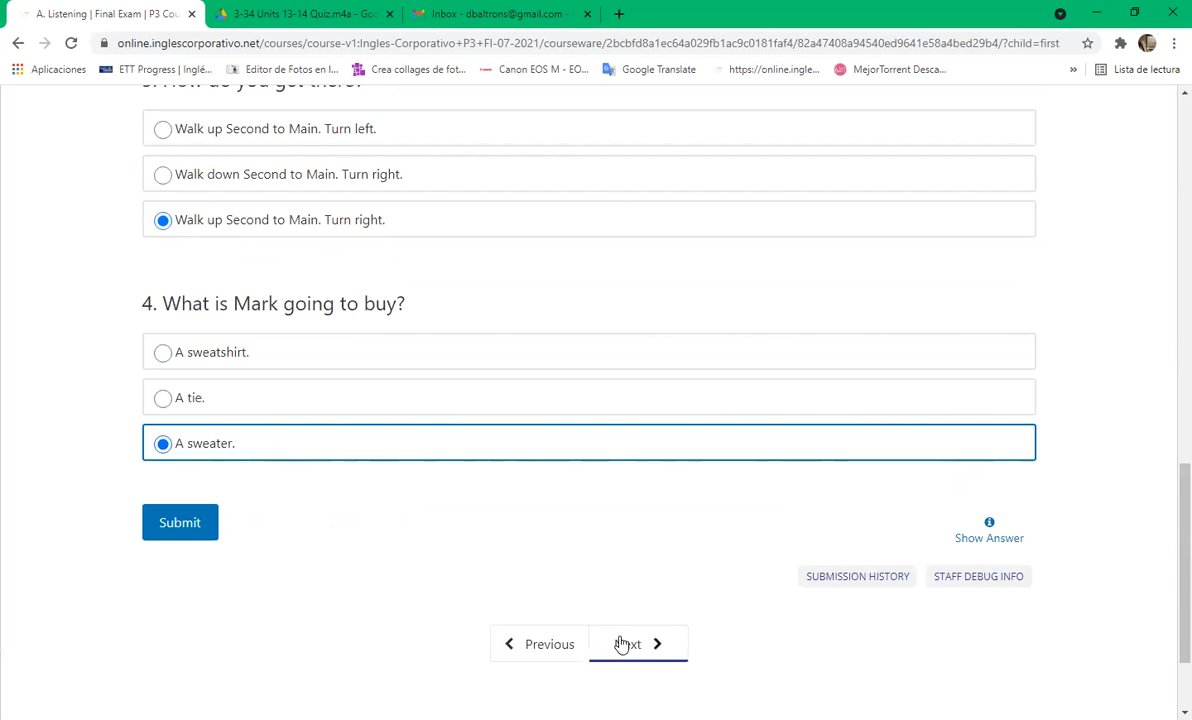 A. Listening | Final Exam | P3 Cou
3-34 Units 13-14 Quiz.m4a - Goo
Inbox - dbaltrons@gmail.com -
online.inglescorporativo.net/courses/course-v1:Ingles-Corporativo+P3+FI-07-2021/courseware/2bcbfd8a1ec64a029fb1ac9c0181faf4/82a47408a94540ed9641e58a4bed29b4/?child=first
Aplicaciones
ETT Progress | Inglé...
Editor de Fotos en l...
Crea collages de fot...
Canon EOS M - EO...
Google Translate
https://online.ingle...
MejorTorrent Desca...
»
Lista de lectura
Walk up Second to Main. Turn left.
Walk down Second to Main. Turn right.
Walk up Second to Main. Turn right.
4. What is Mark going to buy?
A sweatshirt.
A tie.
A sweater.
Submit
Show Answer
SUBMISSION HISTORY
STAFF DEBUG INFO
Previous
Next